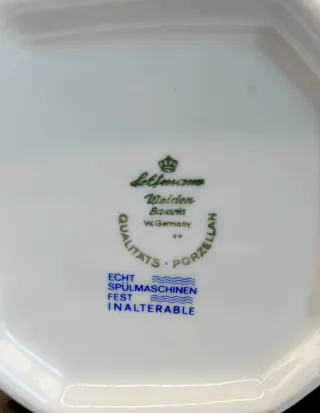 Seltmann
Weiden
Bavaria
W. Germany
QUALITÄTS · PORZELLAN
ECHT
SPÜLMASCHINEN
FEST
INALTERABLE